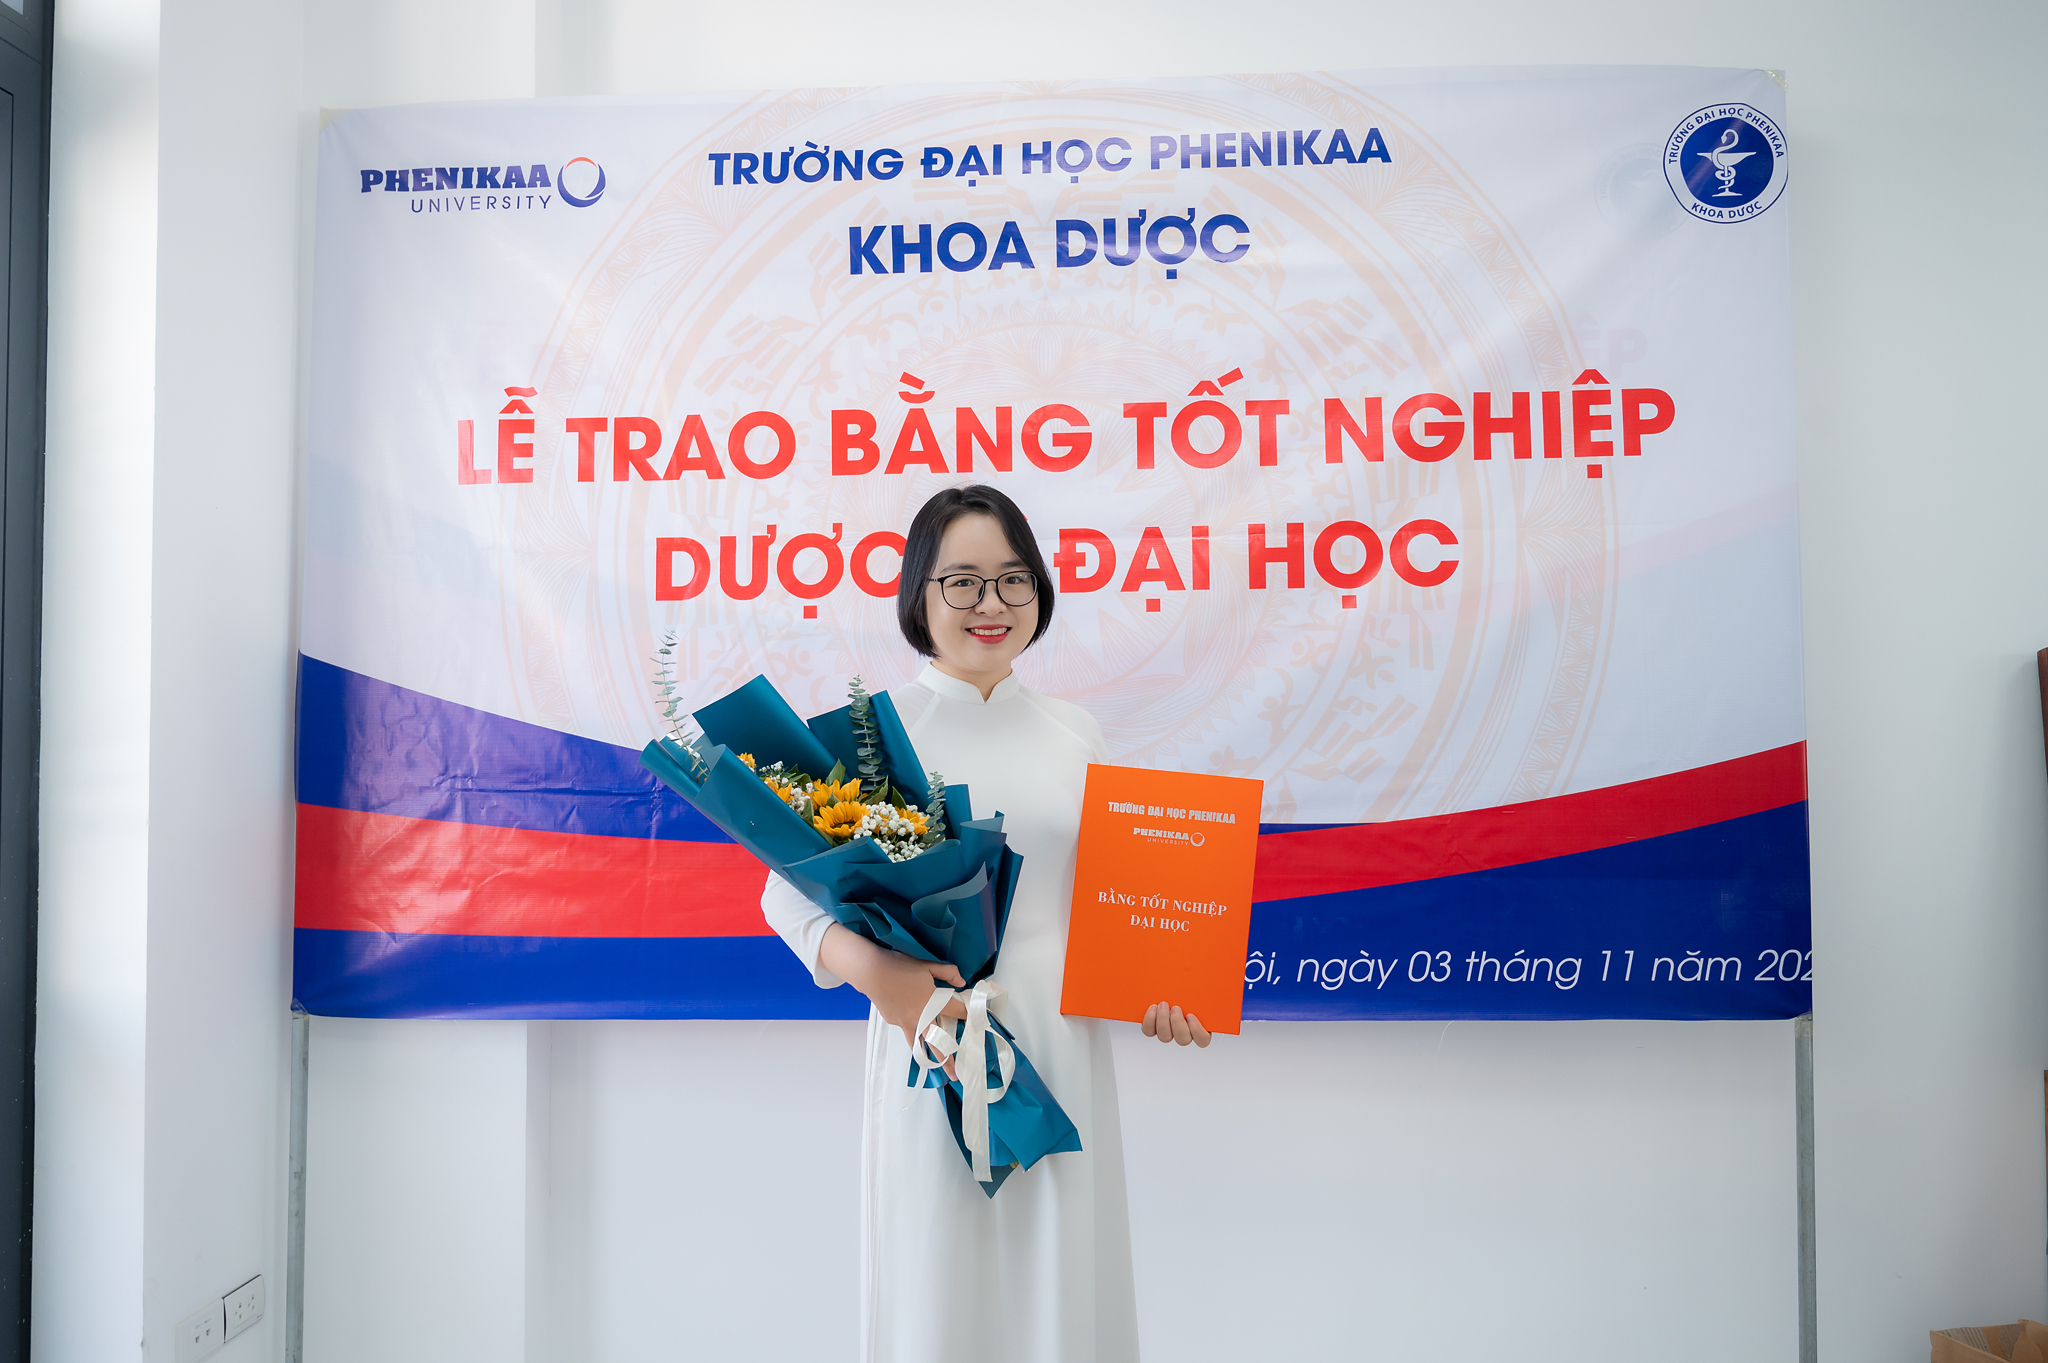 PHENIKAA
UNIVERSITY
TRƯỜNG ĐẠI HỌC PHENIKAA
KHOA DƯỢC
TRƯỜNG ĐẠI HỌC PHENIKAA
KHOA DƯỢC
LỄ TRAO BẰNG TỐT NGHIỆP
DƯỢC ĐẠI HỌC
TRƯỜNG ĐẠI HỌC PHENIKAA
PHENIKAA
UNIVERSITY
BẰNG TỐT NGHIỆP
ĐẠI HỌC
ngày 03 tháng 11 năm